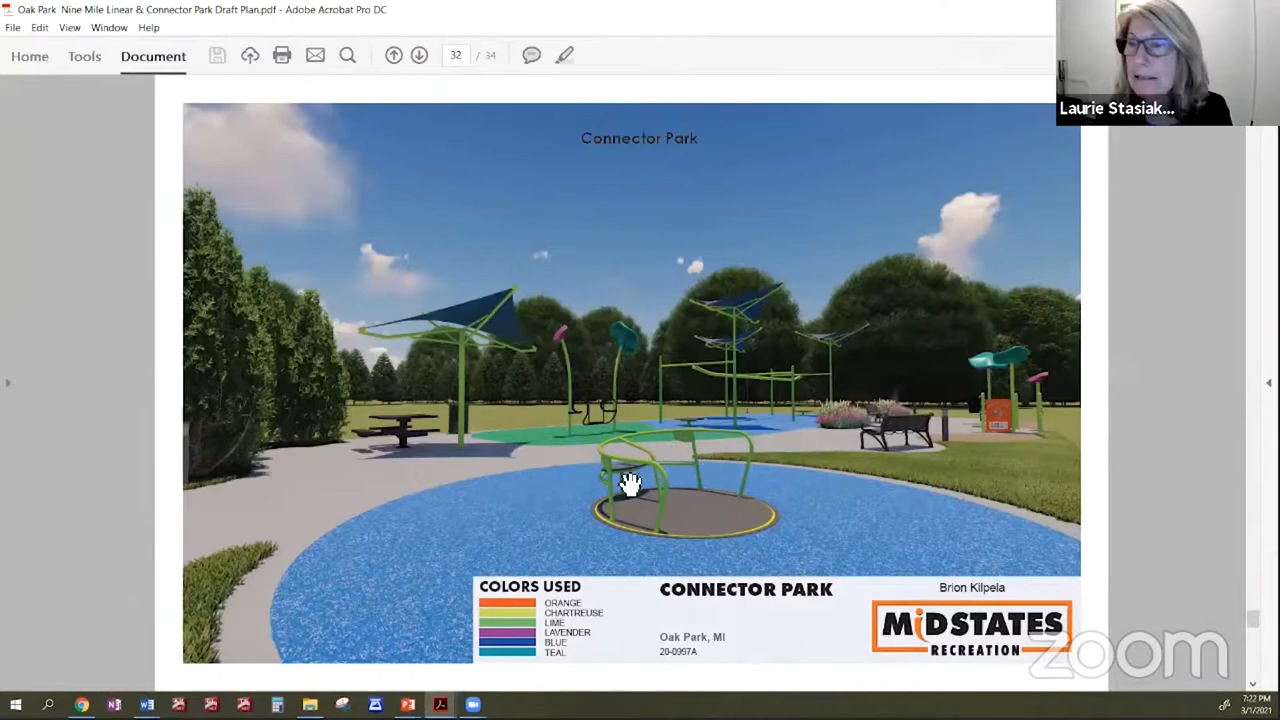 Oak Park Nine Mile Linear & Connector Park Draft Plan.pdf - Adobe Acrobat Pro DC
File Edit View Window Help
Home Tools Document 32 / 34
Laurie Stasiak...
Connector Park
COLORS USED
ORANGE
CHARTREUSE
LIME
LAVENDER
BLUE
TEAL
CONNECTOR PARK
Oak Park, MI
20-0997A
Brion Kilpela
MiDSTATES
RECREATION
zoom
7:22 PM
3/1/2021